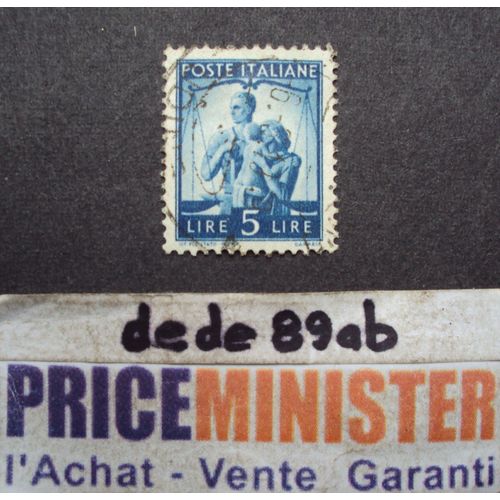 POSTE ITALIANE
LIRE 5 LIRE
dede 89ab
PRICEMINISTER
l'Achat - Vente Garanti